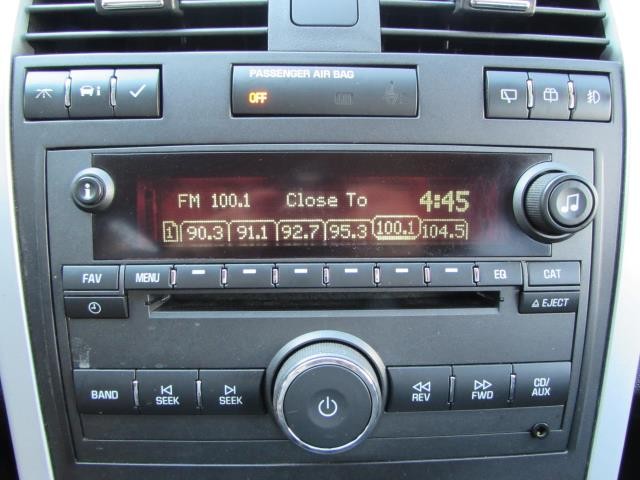 PASSENGER AIR BAG
OFF
FM 100.1 Close To 4:45
1 90.3 91.1 92.7 95.3 100.1 104.5
FAV MENU EQ CAT
EJECT
BAND SEEK SEEK REV FWD CD/AUX